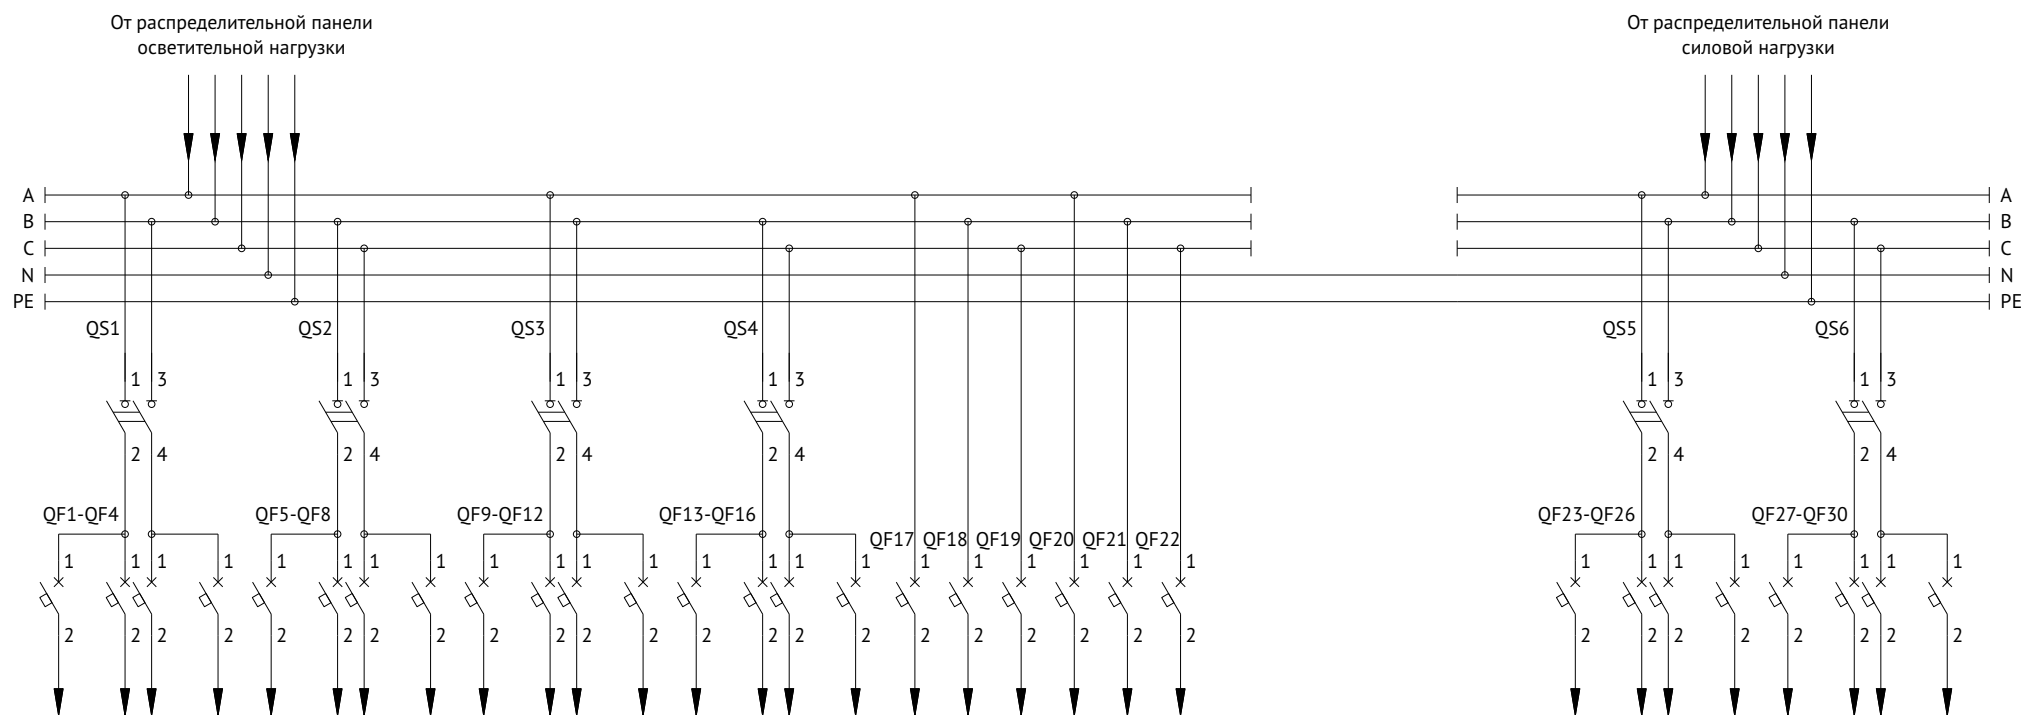 От распределительной панели
осветительной нагрузки
От распределительной панели
силовой нагрузки
A A
B B
C C
N N
PE PE
QS1 QS2 QS3 QS4 QS5 QS6
1 3 1 3 1 3 1 3 1 3 1 3
2 4 2 4 2 4 2 4 2 4 2 4
QF1-QF4 QF5-QF8 QF9-QF12 QF13-QF16 QF23-QF26 QF27-QF30
QF17 QF18 QF19 QF20 QF21 QF22
1 1 1 1 1 1 1 1 1 1 1 1 1 1 1 1 1 1 1 1 1 1 1 1 1 1 1 1 1 1
2 2 2 2 2 2 2 2 2 2 2 2 2 2 2 2 2 2 2 2 2 2 2 2 2 2 2 2 2 2